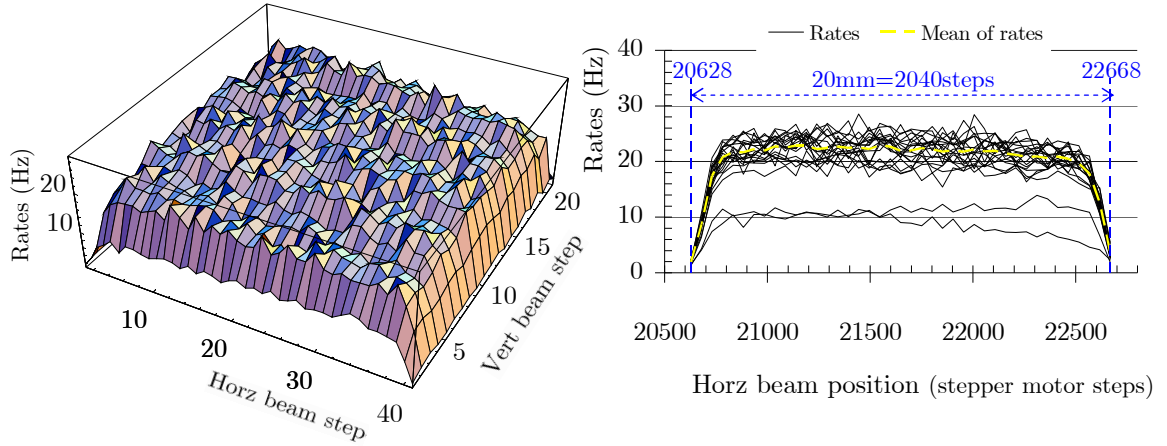 Rates (Hz)
20
10
10
20
30
40
Horz beam step
5
10
15
20
Vert beam step
Rates
Mean of rates
Rates (Hz)
40
30
20
10
0
20628
22668
20mm=2040steps
20500
21000
21500
22000
22500
Horz beam position (stepper motor steps)